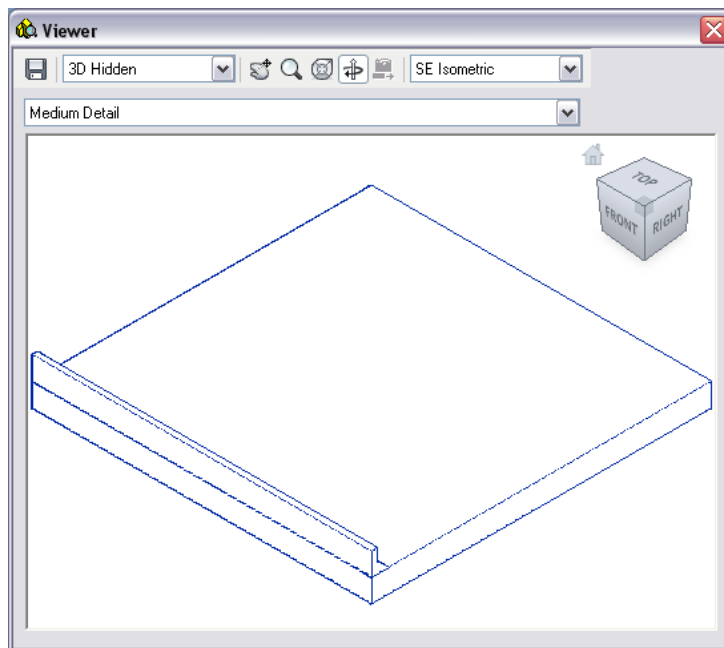 Viewer
3D Hidden
SE Isometric
Medium Detail
TOP
FRONT
RIGHT